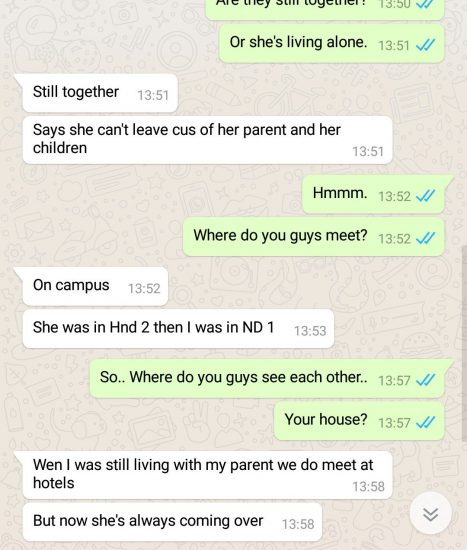 Are they still together? 13:50
Or she's living alone. 13:51
Still together 13:51
Says she can't leave cus of her parent and her
children 13:51
Hmmm. 13:52
Where do you guys meet? 13:52
On campus 13:52
She was in Hnd 2 then I was in ND 1 13:53
So.. Where do you guys see each other.. 13:57
Your house? 13:57
Wen I was still living with my parent we do meet at
hotels 13:58
But now she's always coming over 13:58